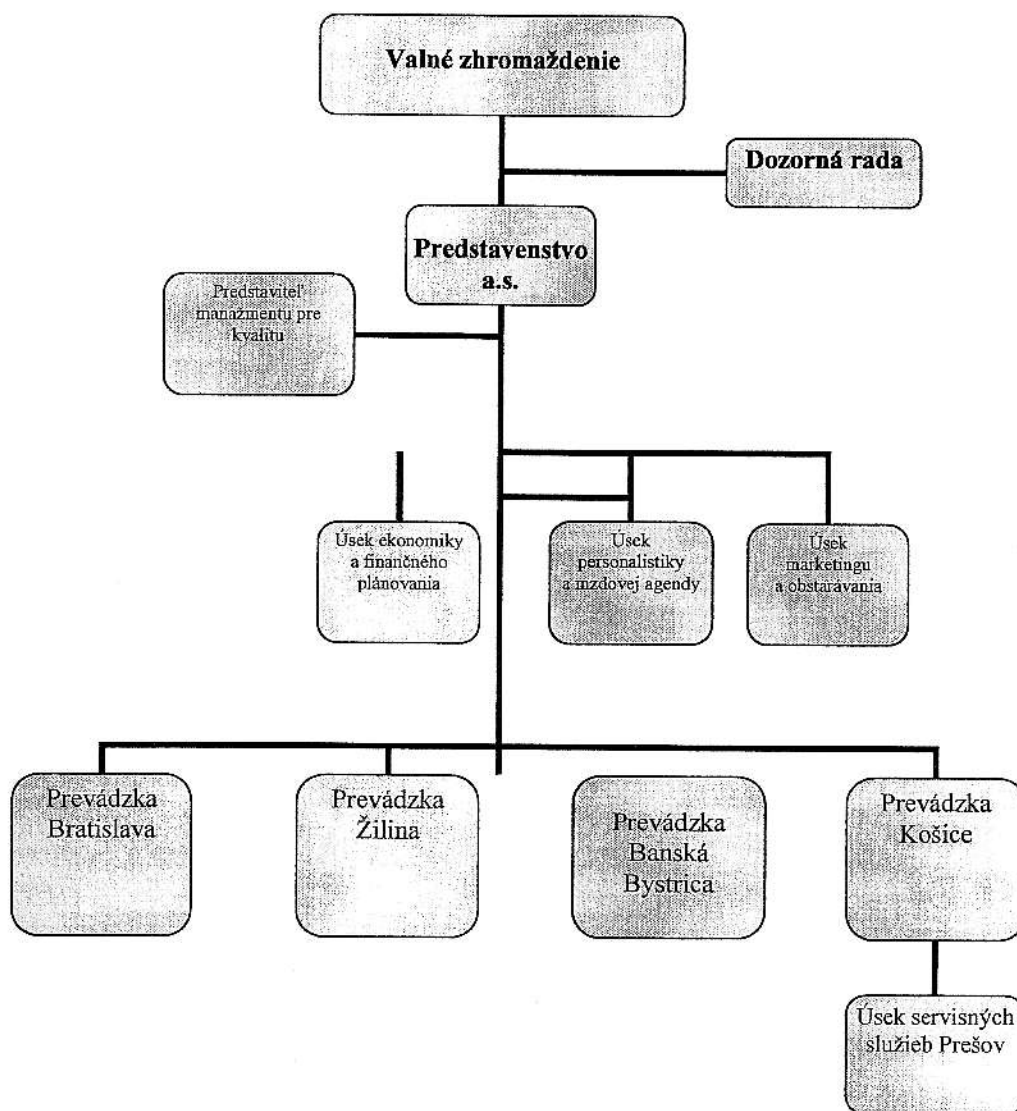 Valné zhromaždenie
Dozorná rada
Predstavenstvo
a.s.
Predstaviteľ
manažmentu pre
kvalitu
Úsek ekonomiky
a finančného
plánovania
Úsek
personalistiky
a mzdovej agendy
Úsek
marketingu
a obstarávania
Prevádzka
Bratislava
Prevádzka
Žilina
Prevádzka
Banská
Bystrica
Prevádzka
Košice
Úsek servisných
služieb Prešov